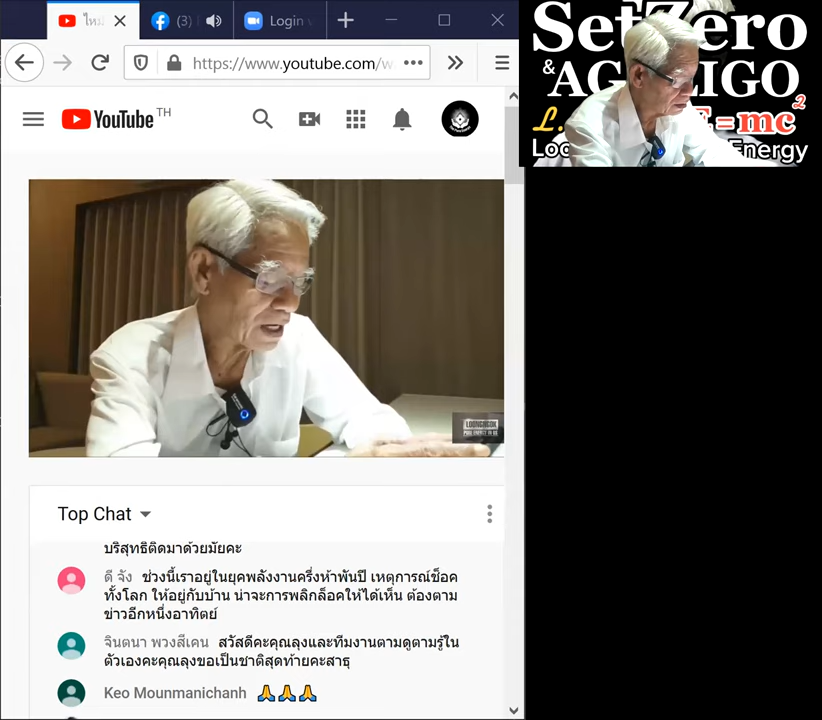 ใหม่
(3)
Login
https://www.youtube.com/w
YouTube TH
SetZero
&
LIGO
E=mc²
Energy
Top Chat
บริสุทธิติดมาด้วยมัยคะ
ดี จัง ช่วงนี้เราอยู่ในยุคพลังงานครึ่งห้าพันปี เหตุการณ์ช็อค
ทั้งโลก ให้อยู่กับบ้าน น่าจะการพลิกล็อคให้ได้เห็น ต้องตาม
ข่าวอีกหนึ่งอาทิตย์
จินตนา พวงสีเคน สวัสดีคะคุณลุงและทีมงานตามดูตามรู้ใน
ตัวเองคะคุณลุงขอเป็นชาติสุดท้ายคะสาธุ
Keo Mounmanichanh 🙏🙏🙏